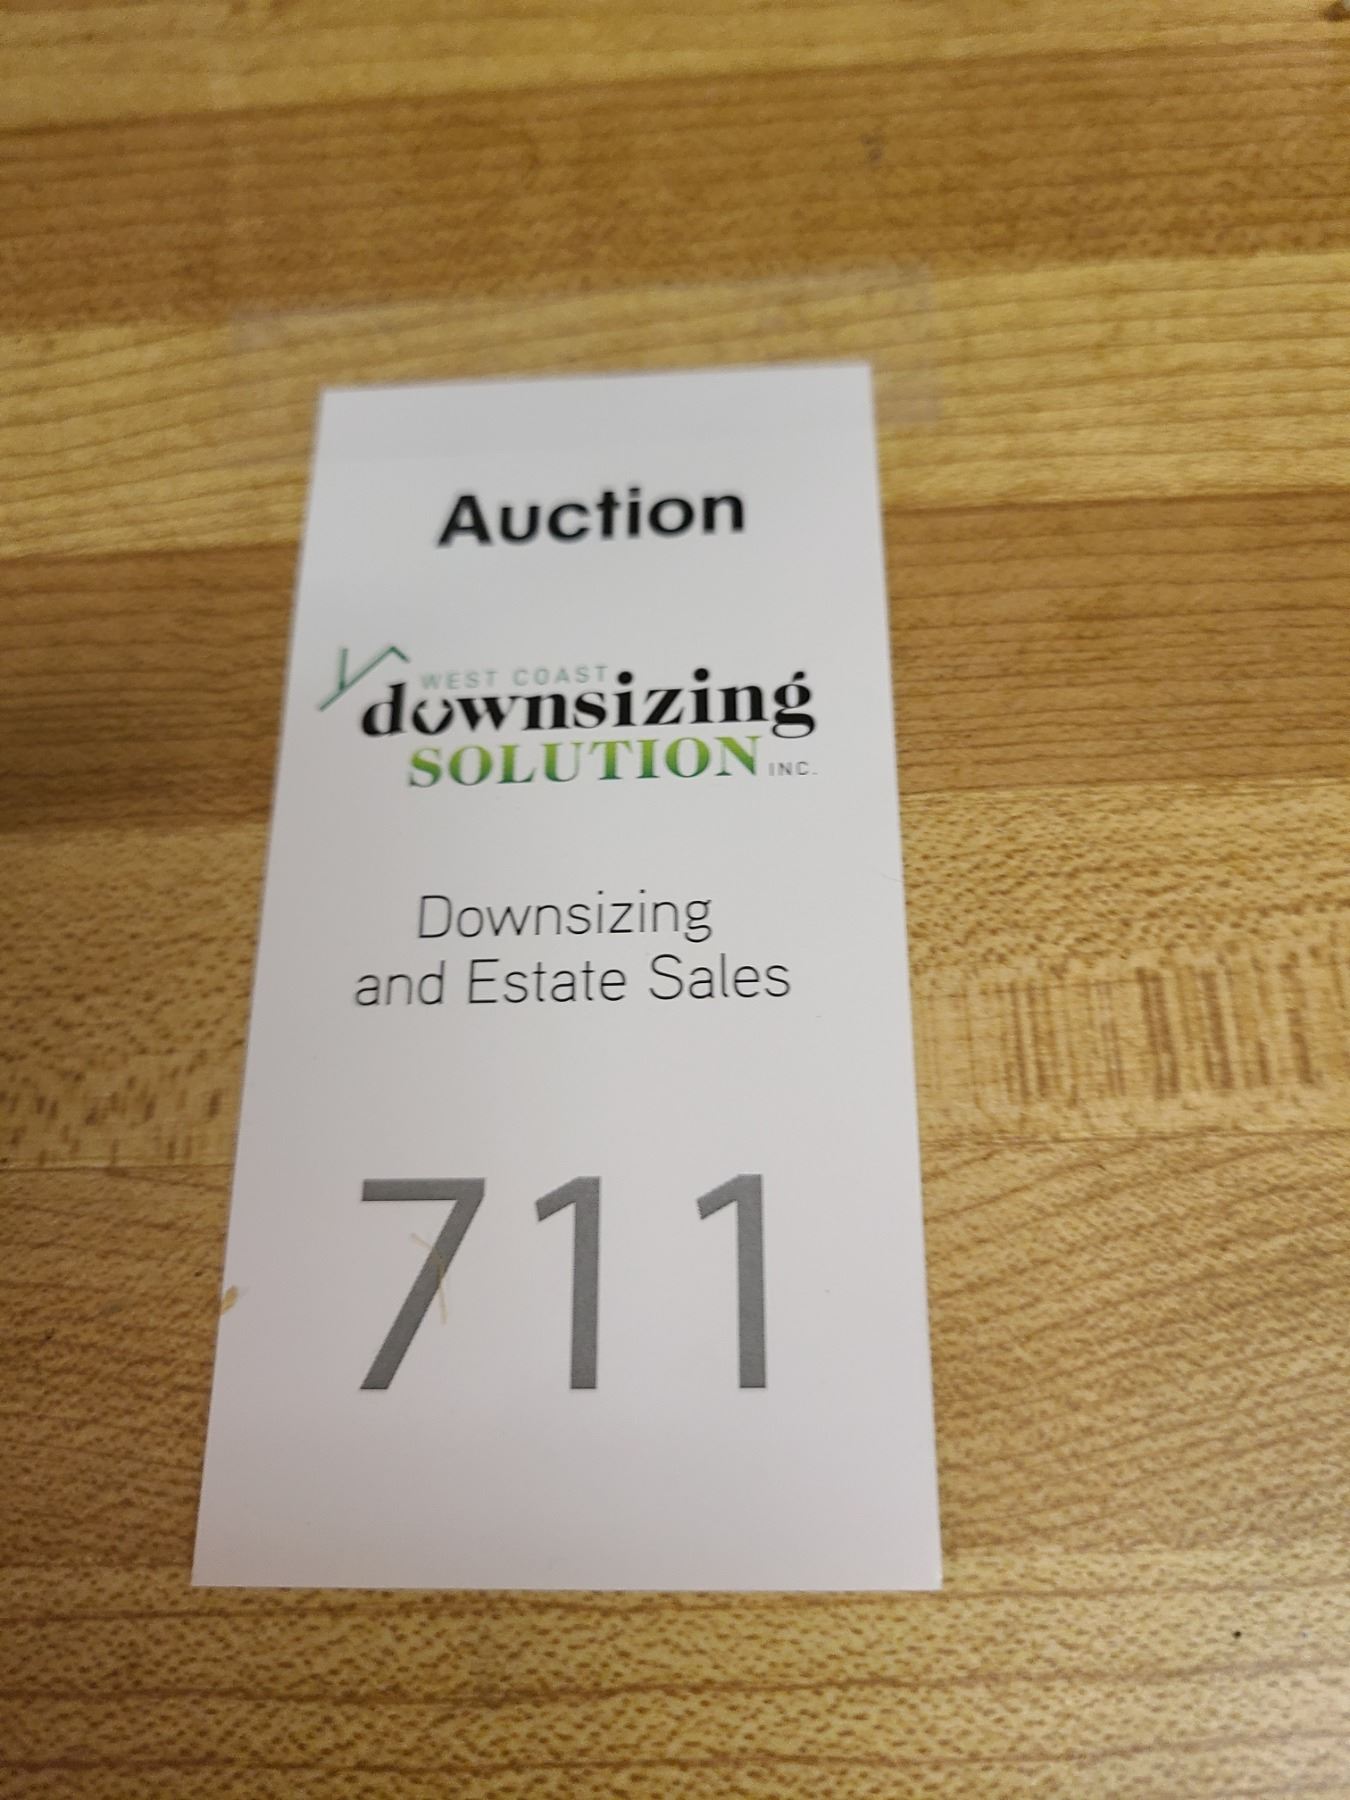 Auction
WEST COAST
downsizing
SOLUTION INC.
Downsizing
and Estate Sales
711